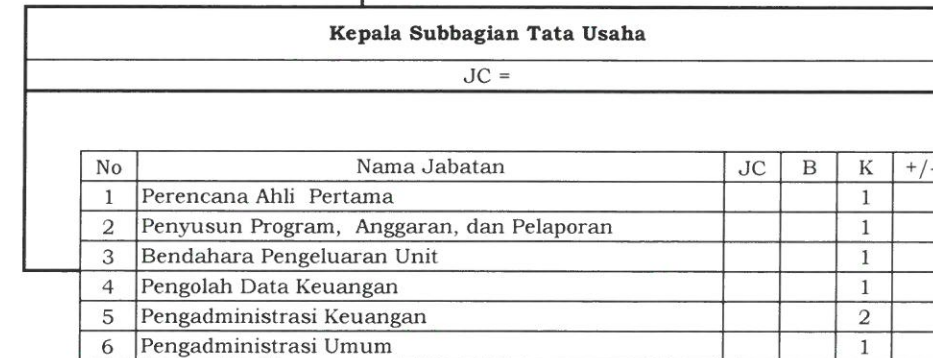 Kepala Subbagian Tata Usaha
JC =
No Nama Jabatan JC B K +/-
1 Perencana Ahli Pertama 1
2 Penyusun Program, Anggaran, dan Pelaporan 1
3 Bendahara Pengeluaran Unit 1
4 Pengolah Data Keuangan 1
5 Pengadministrasi Keuangan 2
6 Pengadministrasi Umum 1